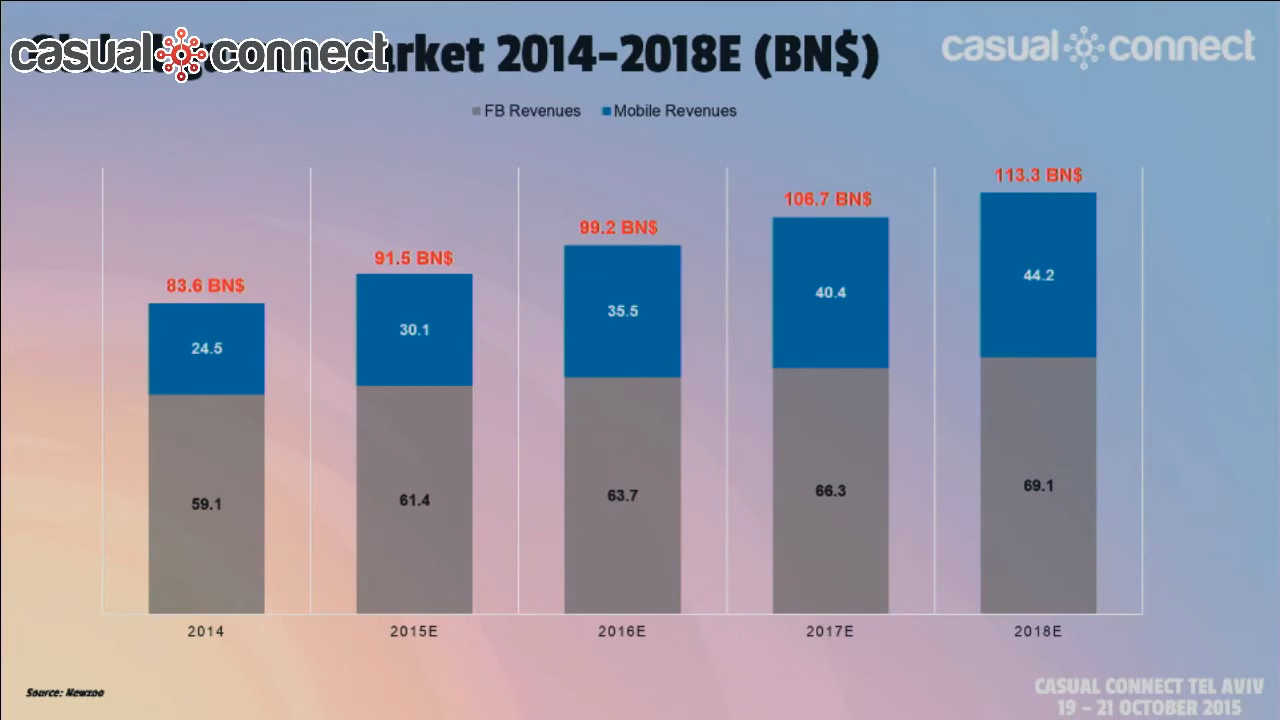 casual connect
rket 2014-2018E (BN$)
casual connect
FB Revenues
Mobile Revenues
83.6 BN$
91.5 BN$
99.2 BN$
106.7 BN$
113.3 BN$
24.5
30.1
35.5
40.4
44.2
59.1
61.4
63.7
66.3
69.1
2014
2015E
2016E
2017E
2018E
Source: Newzoo
CASUAL CONNECT TEL AVIV
19 - 21 OCTOBER 2015